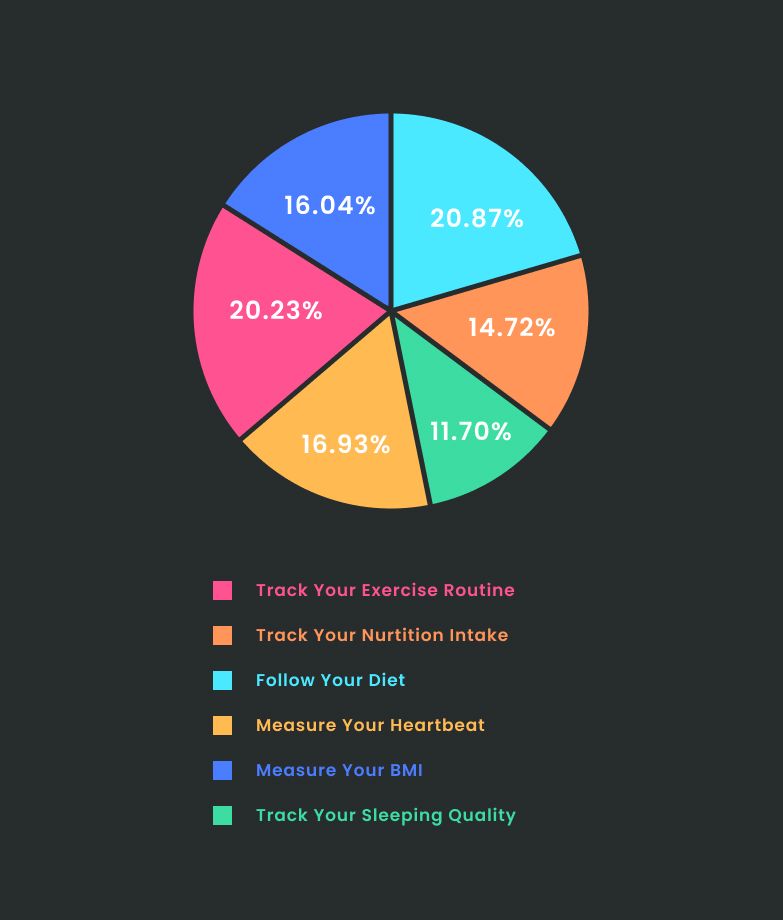 16.04%
20.87%
20.23%
14.72%
11.70%
16.93%
Track Your Exercise Routine
Track Your Nurtition Intake
Follow Your Diet
Measure Your Heartbeat
Measure Your BMI
Track Your Sleeping Quality